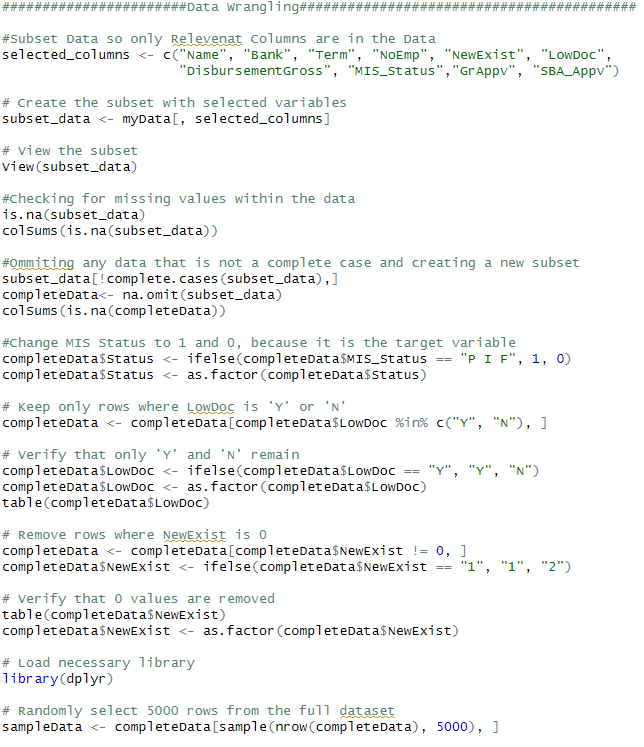 #######################Data Wrangling###########################################
#Subset Data so only Relevenat Columns are in the Data
selected_columns <- c("Name", "Bank", "Term", "NoEmp", "NewExist", "LowDoc",
"DisbursementGross", "MIS_Status","GrAppv", "SBA_Appv")
# Create the subset with selected variables
subset_data <- myData[, selected_columns]
# View the subset
View(subset_data)
#Checking for missing values within the data
is.na(subset_data)
colSums(is.na(subset_data))
#Ommiting any data that is not a complete case and creating a new subset
subset_data[!complete.cases(subset_data),]
completeData<- na.omit(subset_data)
colSums(is.na(completeData))
#Change MIS Status to 1 and 0, because it is the target variable
completeData$Status <- ifelse(completeData$MIS_Status == "P I F", 1, 0)
completeData$Status <- as.factor(completeData$Status)
# Keep only rows where LowDoc is 'Y' or 'N'
completeData <- completeData[completeData$LowDoc %in% c("Y", "N"), ]
# Verify that only 'Y' and 'N' remain
completeData$LowDoc <- ifelse(completeData$LowDoc == "Y", "Y", "N")
completeData$LowDoc <- as.factor(completeData$LowDoc)
table(completeData$LowDoc)
# Remove rows where NewExist is 0
completeData <- completeData[completeData$NewExist != 0, ]
completeData$NewExist <- ifelse(completeData$NewExist == "1", "1", "2")
# Verify that 0 values are removed
table(completeData$NewExist)
completeData$NewExist <- as.factor(completeData$NewExist)
# Load necessary library
library(dplyr)
# Randomly select 5000 rows from the full dataset
sampleData <- completeData[sample(nrow(completeData), 5000), ]